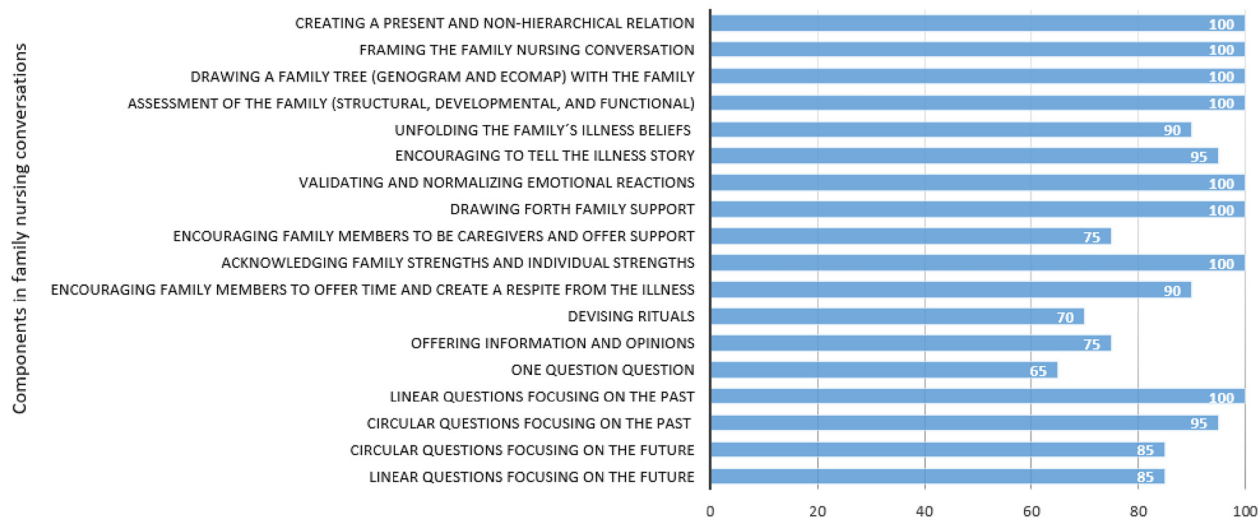 Components in family nursing conversations
CREATING A PRESENT AND NON-HIERARCHICAL RELATION 100
FRAMING THE FAMILY NURSING CONVERSATION 100
DRAWING A FAMILY TREE (GENOGRAM AND ECOMAP) WITH THE FAMILY 100
ASSESSMENT OF THE FAMILY (STRUCTURAL, DEVELOPMENTAL, AND FUNCTIONAL) 100
UNFOLDING THE FAMILY´S ILLNESS BELIEFS 90
ENCOURAGING TO TELL THE ILLNESS STORY 95
VALIDATING AND NORMALIZING EMOTIONAL REACTIONS 100
DRAWING FORTH FAMILY SUPPORT 100
ENCOURAGING FAMILY MEMBERS TO BE CAREGIVERS AND OFFER SUPPORT 75
ACKNOWLEDGING FAMILY STRENGTHS AND INDIVIDUAL STRENGTHS 100
ENCOURAGING FAMILY MEMBERS TO OFFER TIME AND CREATE A RESPITE FROM THE ILLNESS 90
DEVISING RITUALS 70
OFFERING INFORMATION AND OPINIONS 75
ONE QUESTION QUESTION 65
LINEAR QUESTIONS FOCUSING ON THE PAST 100
CIRCULAR QUESTIONS FOCUSING ON THE PAST 95
CIRCULAR QUESTIONS FOCUSING ON THE FUTURE 85
LINEAR QUESTIONS FOCUSING ON THE FUTURE 85
0 20 40 60 80 100